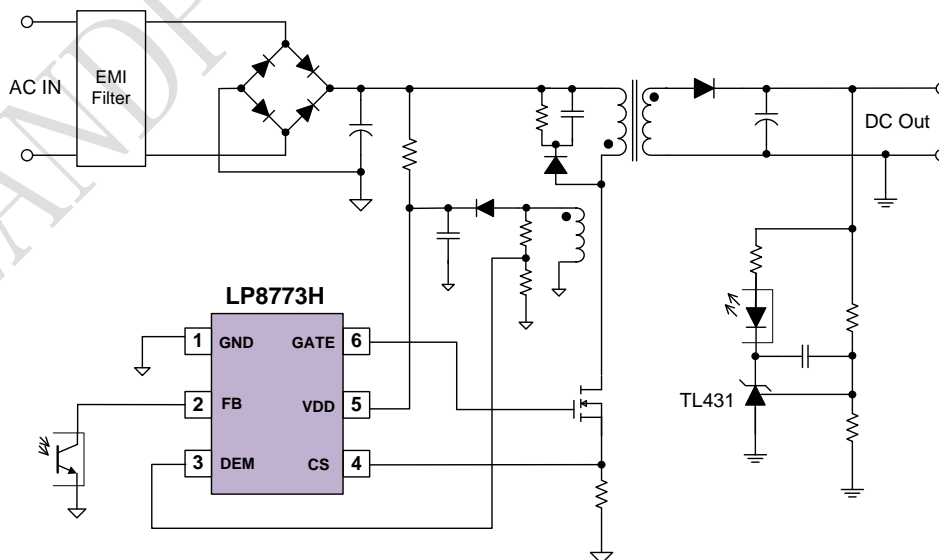 AC IN
EMI
Filter
DC Out
LP8773H
1 GND GATE 6
2 FB VDD 5
3 DEM CS 4
TL431